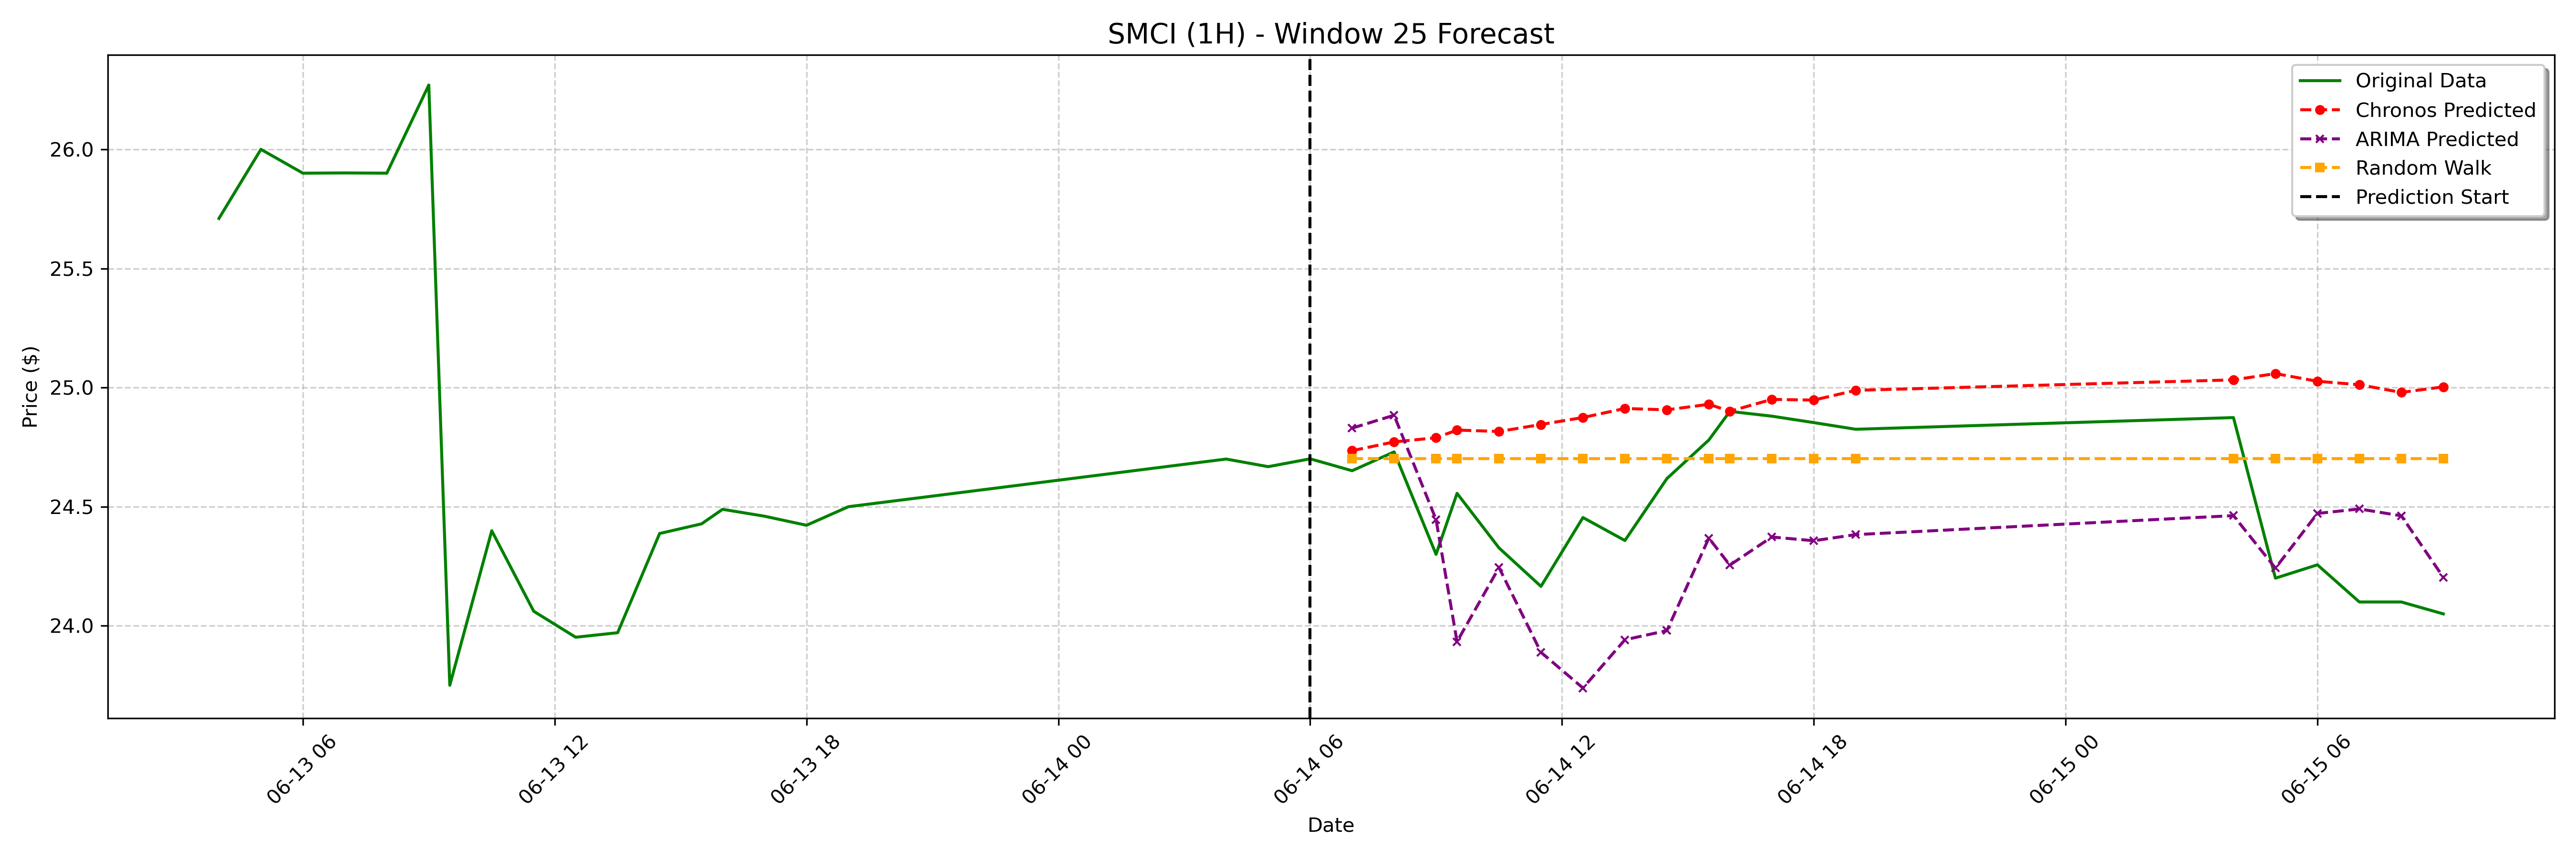 SMCI (1H) - Window 25 Forecast
Original Data
Chronos Predicted
ARIMA Predicted
Random Walk
Prediction Start
Price ($)
26.0
25.5
25.0
24.5
24.0
06-13 06
06-13 12
06-13 18
06-14 00
06-14 06
06-14 12
06-14 18
06-15 00
06-15 06
Date